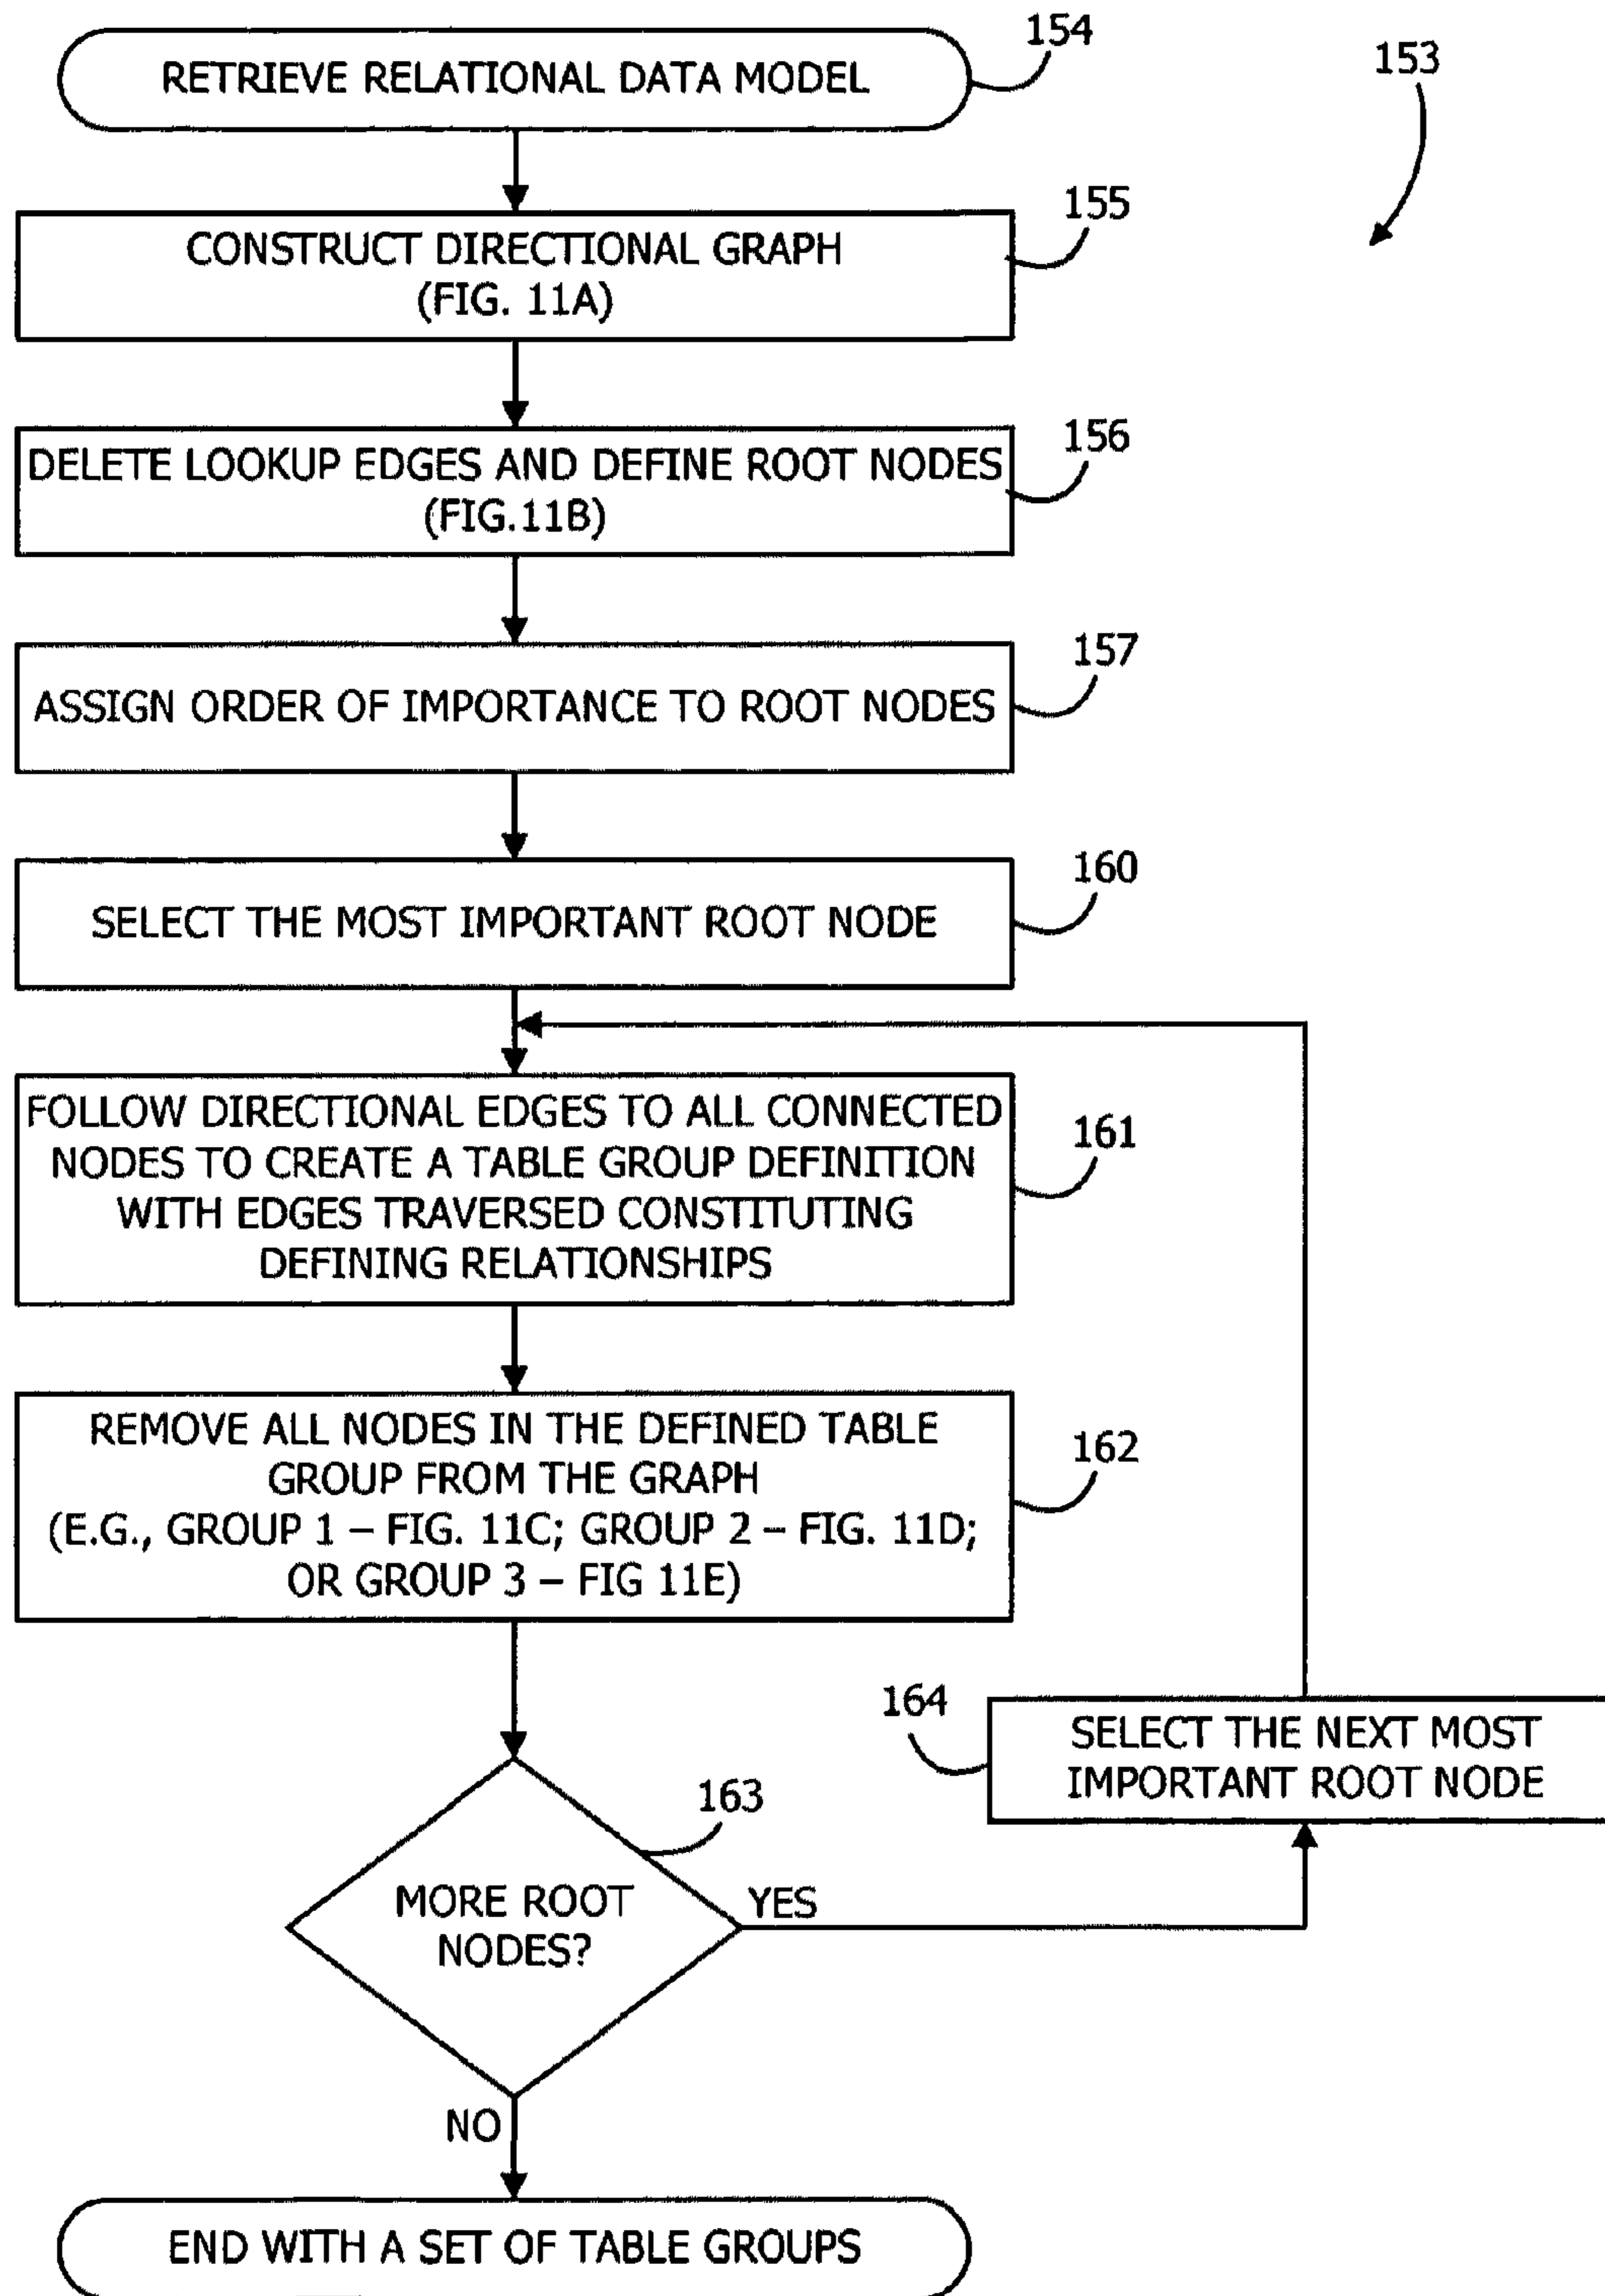 154
RETRIEVE RELATIONAL DATA MODEL
153
155
CONSTRUCT DIRECTIONAL GRAPH
(FIG. 11A)
156
DELETE LOOKUP EDGES AND DEFINE ROOT NODES
(FIG.11B)
157
ASSIGN ORDER OF IMPORTANCE TO ROOT NODES
160
SELECT THE MOST IMPORTANT ROOT NODE
FOLLOW DIRECTIONAL EDGES TO ALL CONNECTED
NODES TO CREATE A TABLE GROUP DEFINITION
WITH EDGES TRAVERSED CONSTITUTING
DEFINING RELATIONSHIPS
161
REMOVE ALL NODES IN THE DEFINED TABLE
GROUP FROM THE GRAPH
(E.G., GROUP 1 – FIG. 11C; GROUP 2 – FIG. 11D;
OR GROUP 3 – FIG 11E)
162
164
SELECT THE NEXT MOST
IMPORTANT ROOT NODE
163
MORE ROOT
NODES?
YES
NO
END WITH A SET OF TABLE GROUPS